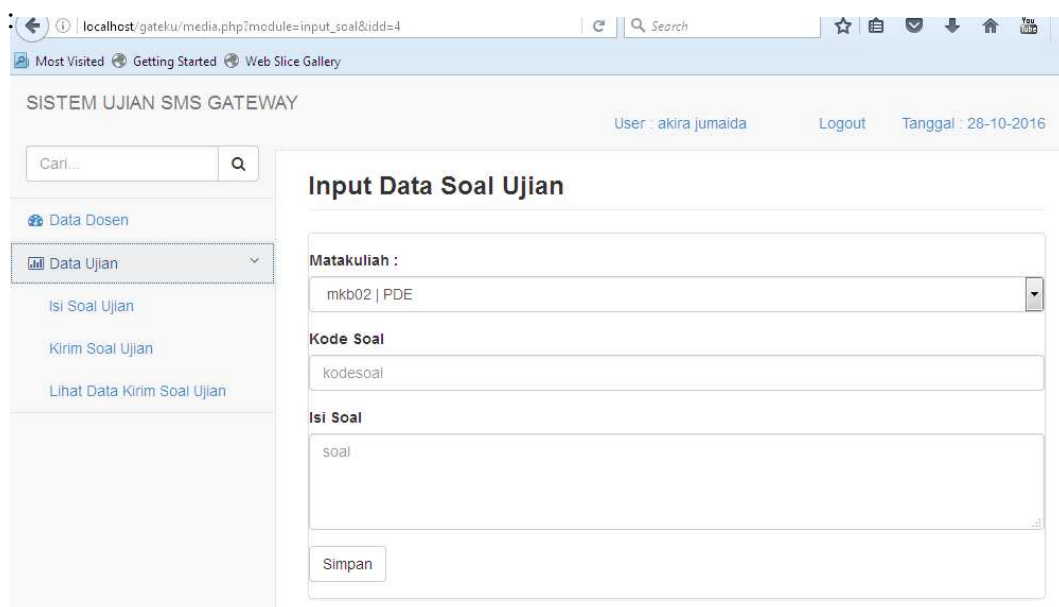 :
localhost/gateku/media.php?module=input_soal&idd=4
Search
You
Tube
Most Visited Getting Started Web Slice Gallery
SISTEM UJIAN SMS GATEWAY
User : akira jumaida Logout Tanggal : 28-10-2016
Cari...
Input Data Soal Ujian
Data Dosen
Data Ujian
Isi Soal Ujian
Kirim Soal Ujian
Lihat Data Kirim Soal Ujian
Matakuliah :
mkb02 | PDE
Kode Soal
kodesoal
Isi Soal
soal
Simpan